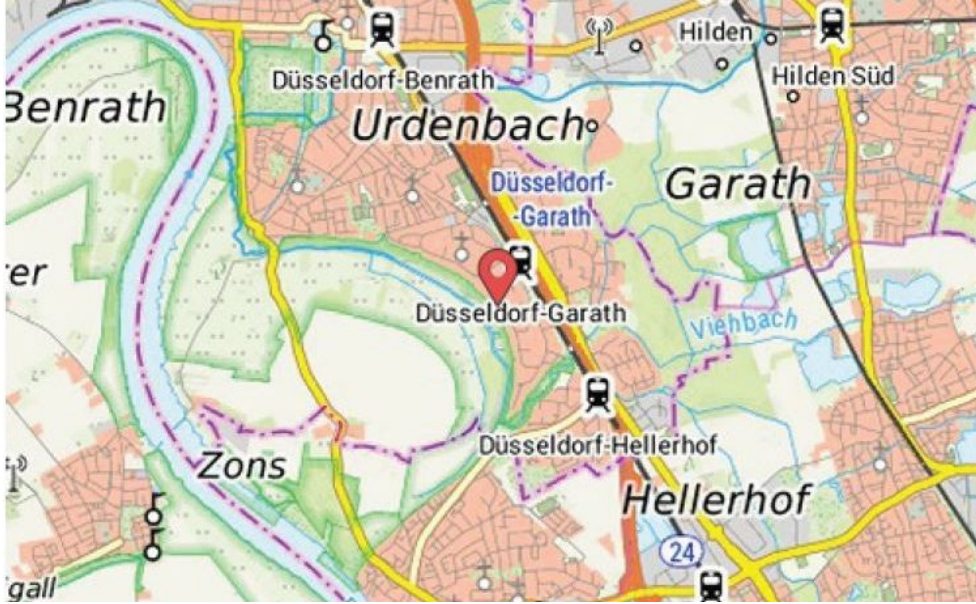 Hilden
Düsseldorf-Benrath
Hilden Süd
Benrath
Urdenbach
Düsseldorf-
-Garath
Garath
er
Düsseldorf-Garath
Viehbach
Düsseldorf-Hellerhof
Zons
Hellerhof
24
gall